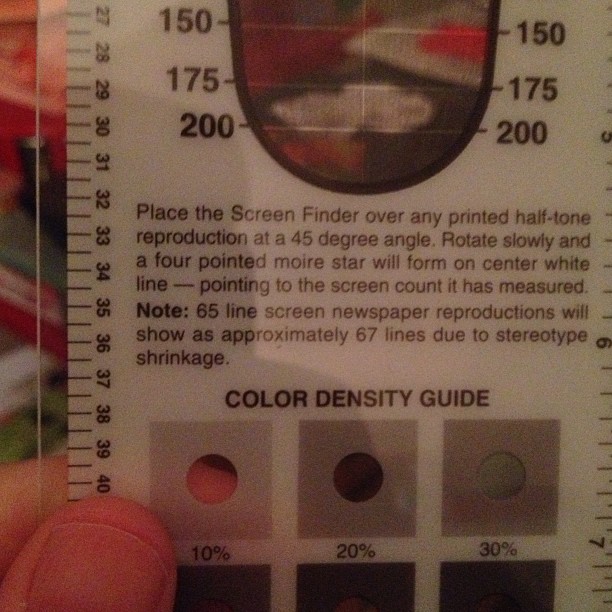 150 150
175 175
200 200
Place the Screen Finder over any printed half-tone
reproduction at a 45 degree angle. Rotate slowly and
a four pointed moire star will form on center white
line — pointing to the screen count it has measured.
Note: 65 line screen newspaper reproductions will
show as approximately 67 lines due to stereotype
shrinkage.
COLOR DENSITY GUIDE
10% 20% 30%
27
28
29
30
31
32
33
34
35
36
37
38
39
40
5
6
7